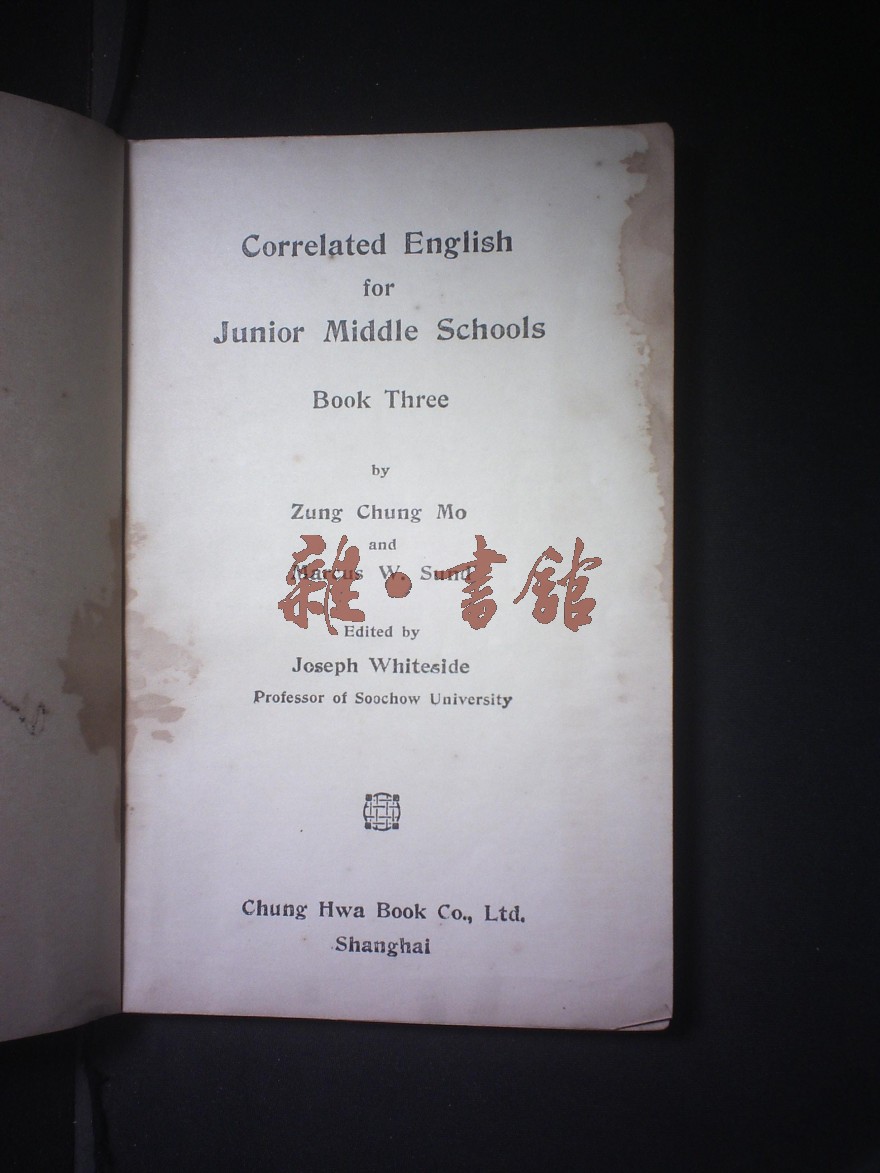 Correlated English
for
Junior Middle Schools
Book Three
by
Zung Chung Mo
and
Marcus W.
雜·書館
Edited by
Joseph Whiteside
Professor of Soochow University
Chung Hwa Book Co., Ltd.
Shanghai